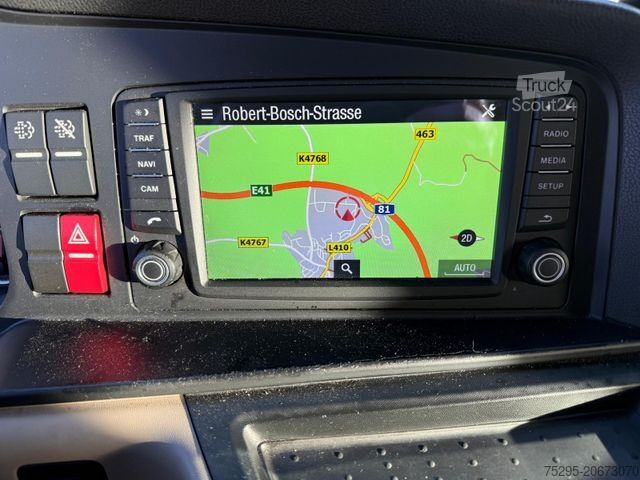 Truck
Scout24
Robert-Bosch-Strasse
463
K4768
E41
81
K4767
L410
2D
AUTO
TRAF
NAVI
CAM
RADIO
MEDIA
SETUP
75295-20673070